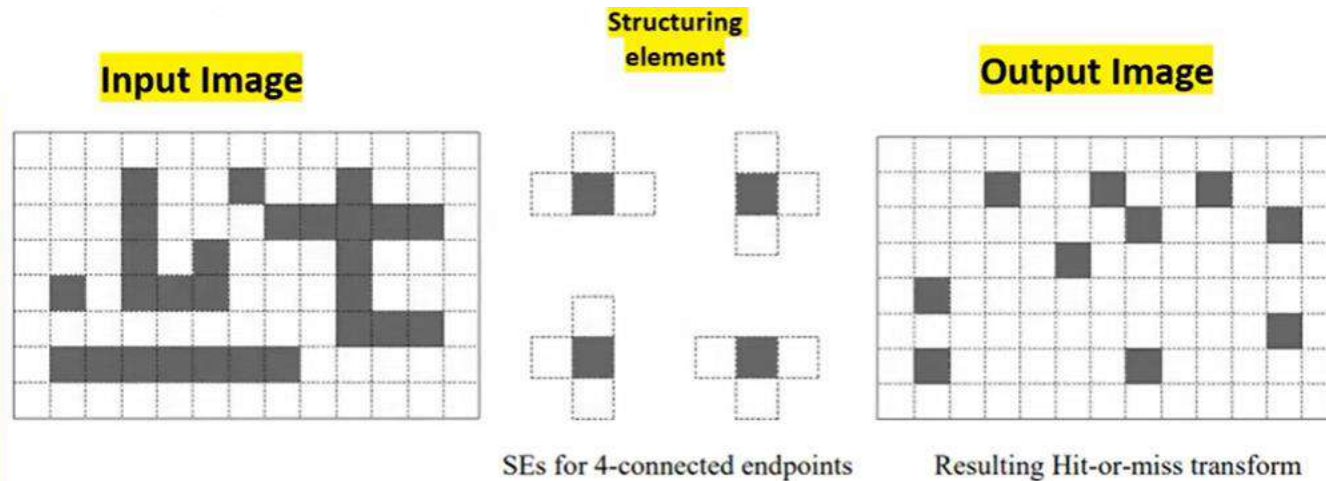 Structuring
element
Input Image
Output Image
SEs for 4-connected endpoints
Resulting Hit-or-miss transform